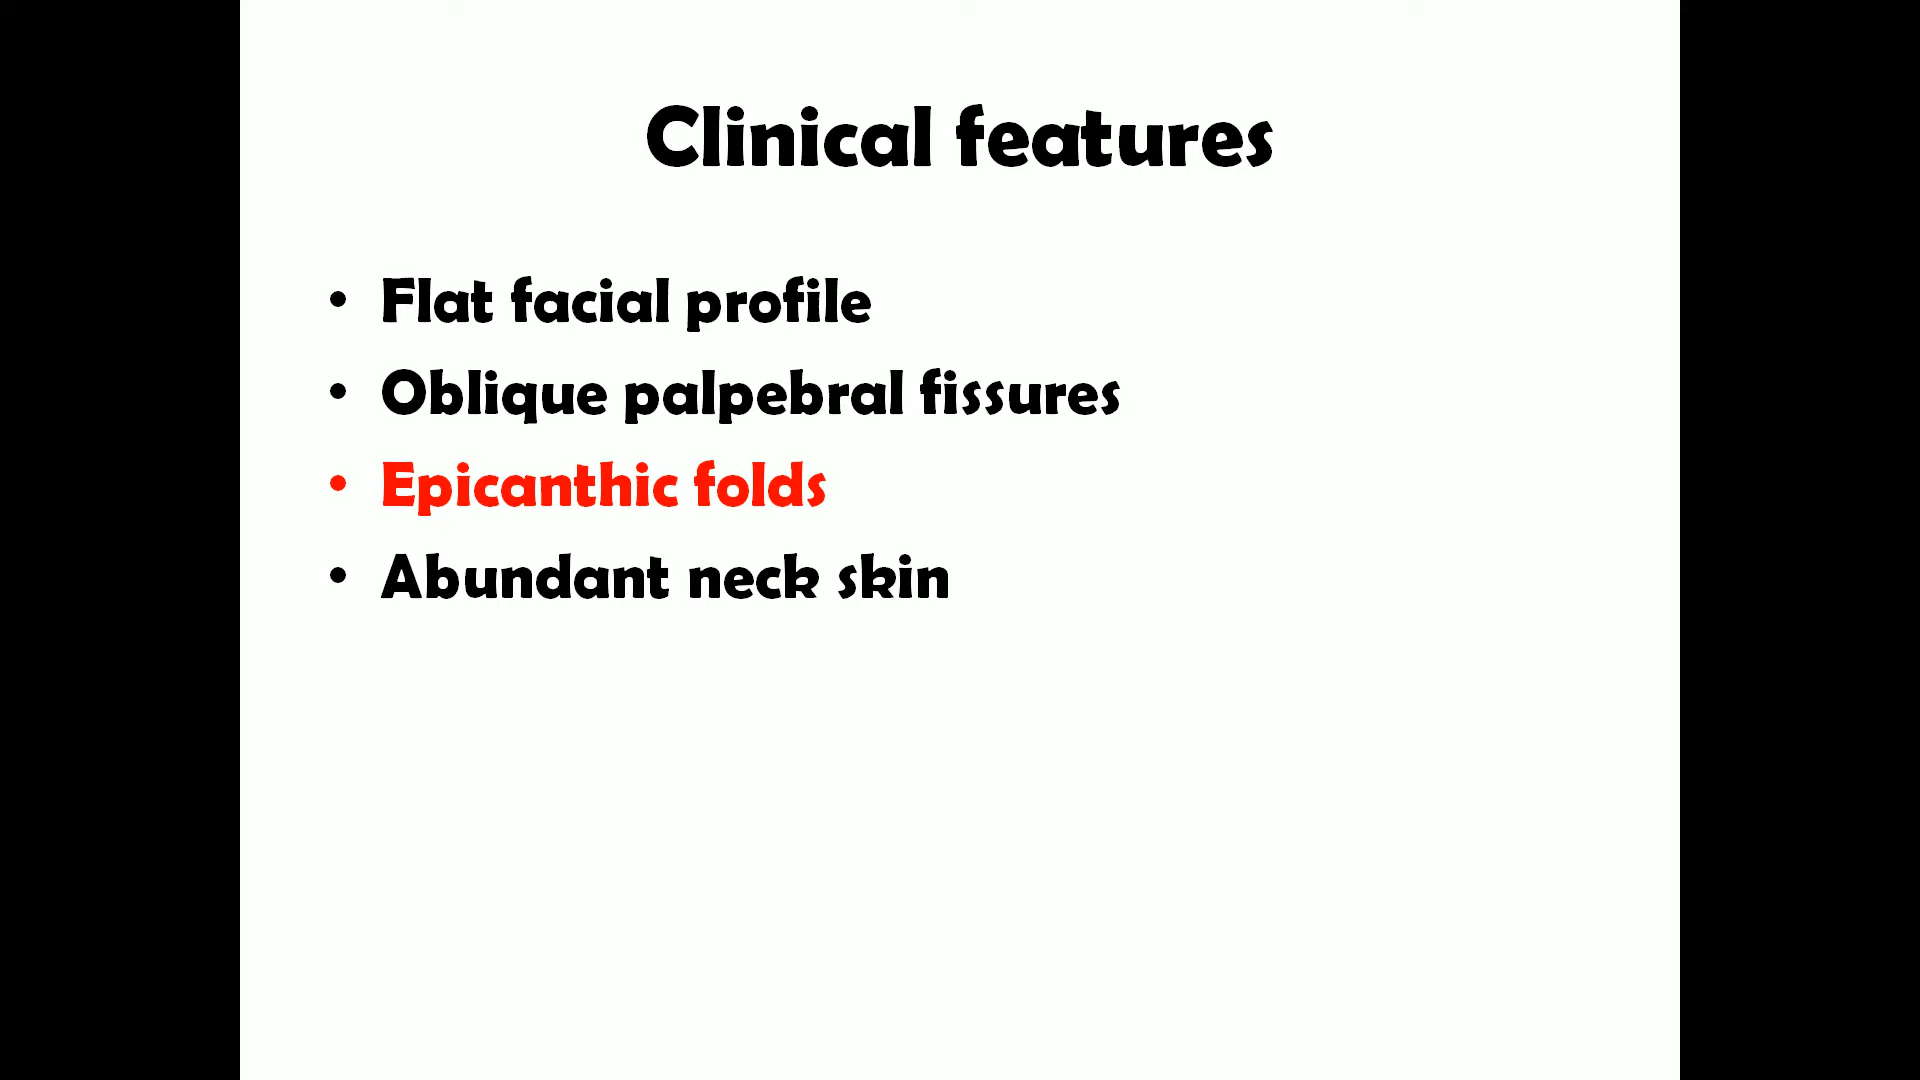 Clinical features
• Flat facial profile
• Oblique palpebral fissures
• Epicanthic folds
• Abundant neck skin